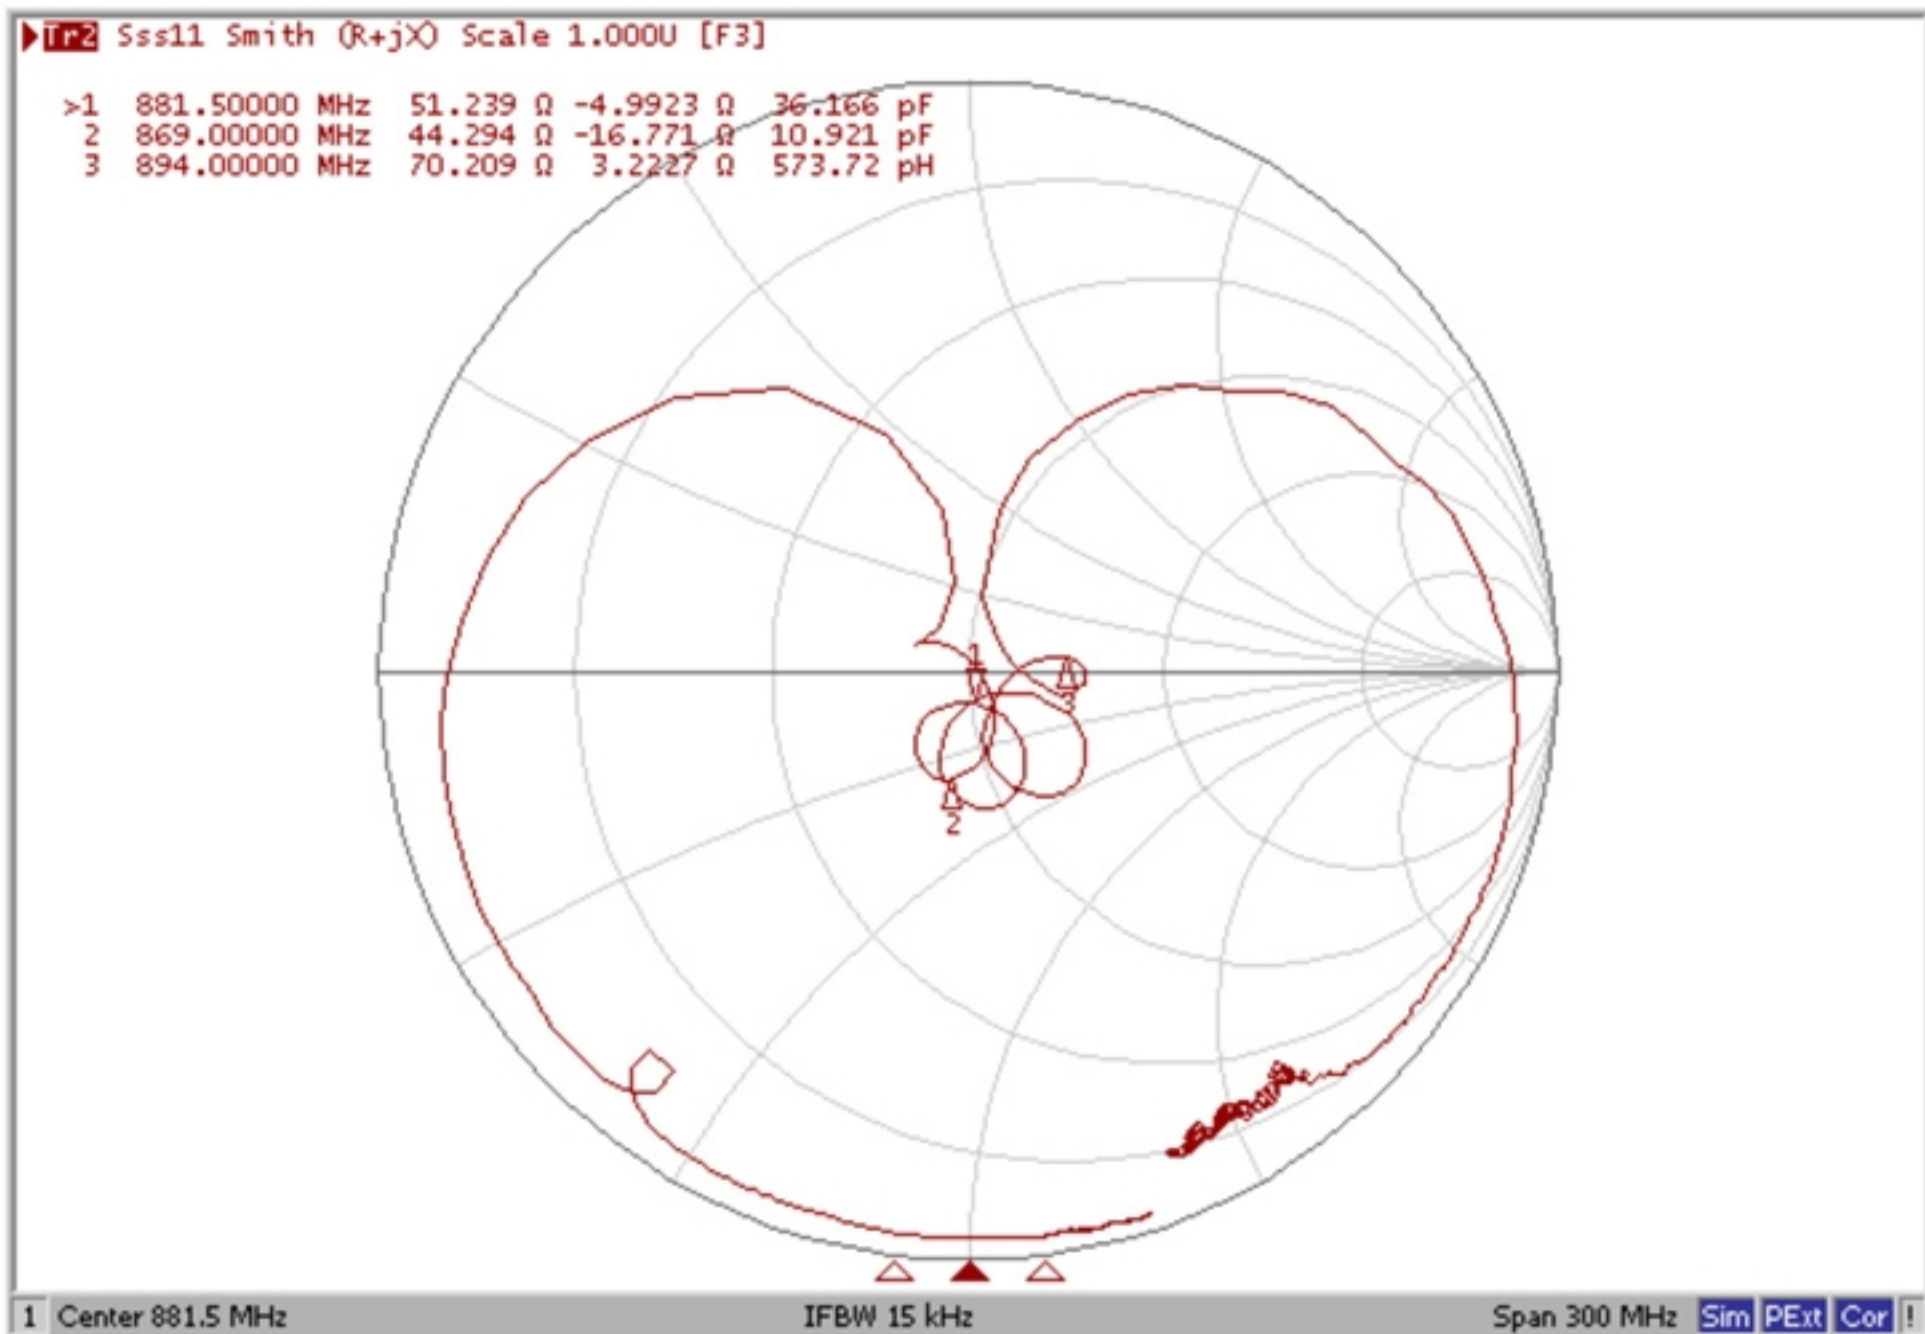 Tr2 Sss11 Smith (R+jX) Scale 1.000U [F3]
>1 881.50000 MHz 51.239 Ω -4.9923 Ω 36.166 pF
2 869.00000 MHz 44.294 Ω -16.771 Ω 10.921 pF
3 894.00000 MHz 70.209 Ω 3.2227 Ω 573.72 pH
1
3
2
1 Center 881.5 MHz IFBW 15 kHz Span 300 MHz Sim PExt Cor !